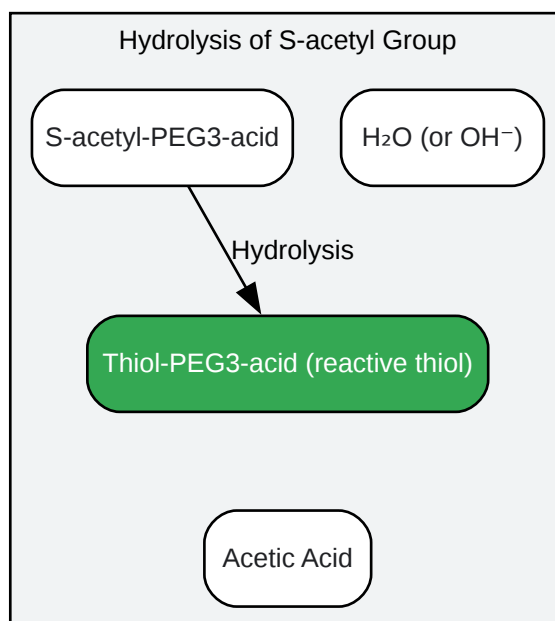 Hydrolysis of S-acetyl Group
S-acetyl-PEG3-acid
H₂O (or OH⁻)
Hydrolysis
Thiol-PEG3-acid (reactive thiol)
Acetic Acid